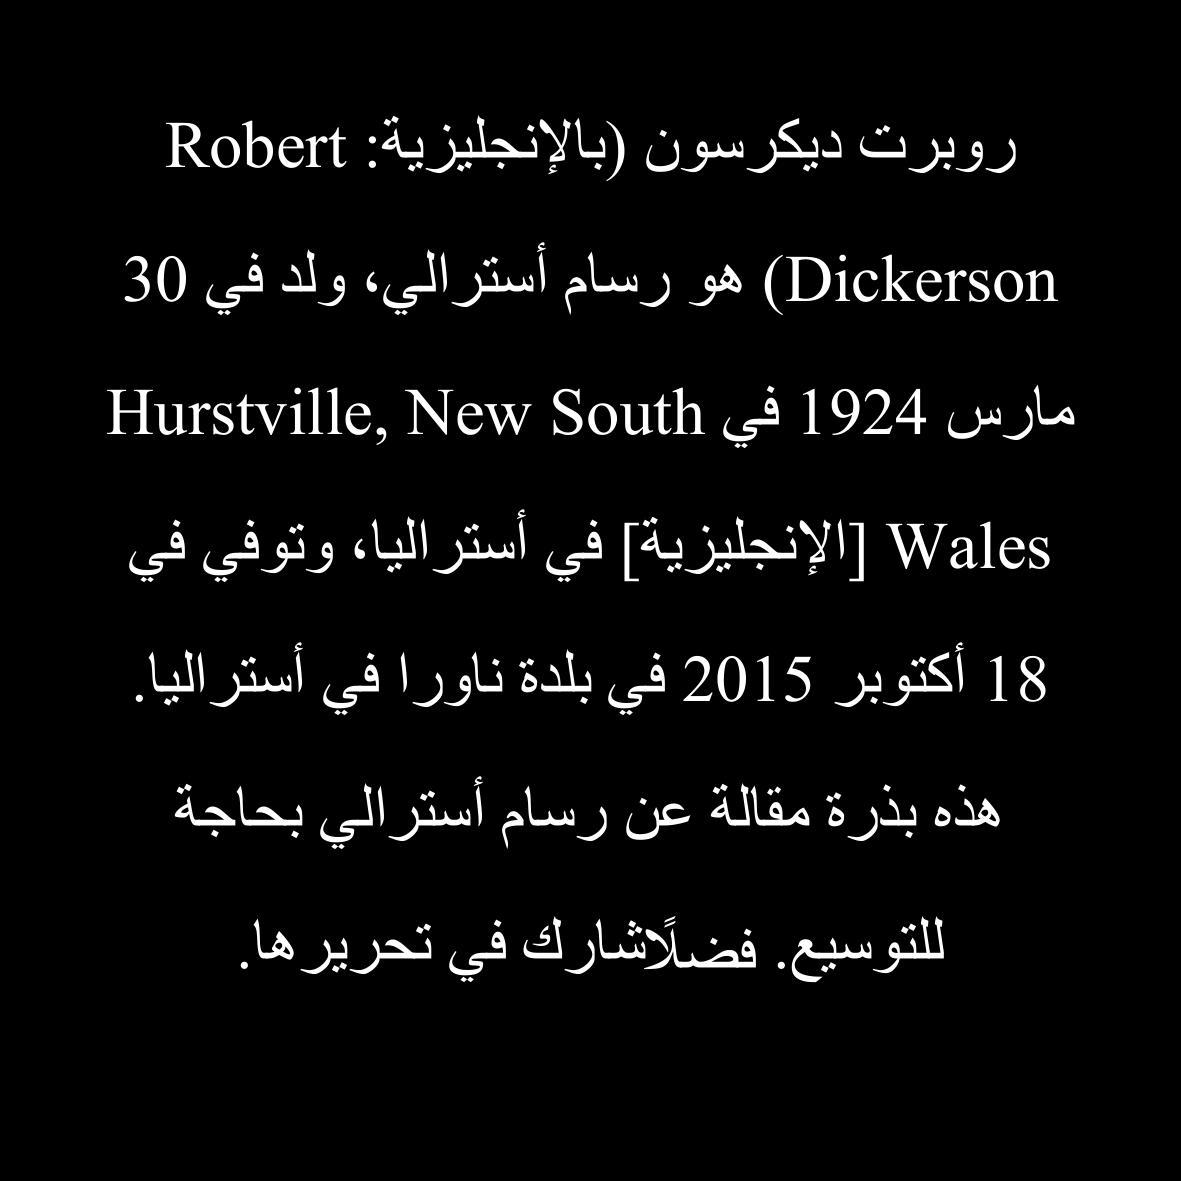 روبرت ديكرسون (بالإنجليزية: Robert
Dickerson) هو رسام أسترالي، ولد في 30
مارس 1924 في Hurstville, New South
Wales [الإنجليزية] في أستراليا، وتوفي في
18 أكتوبر 2015 في بلدة ناورا في أستراليا.
هذه بذرة مقالة عن رسام أسترالي بحاجة
للتوسيع. فضلًاشارك في تحريرها.